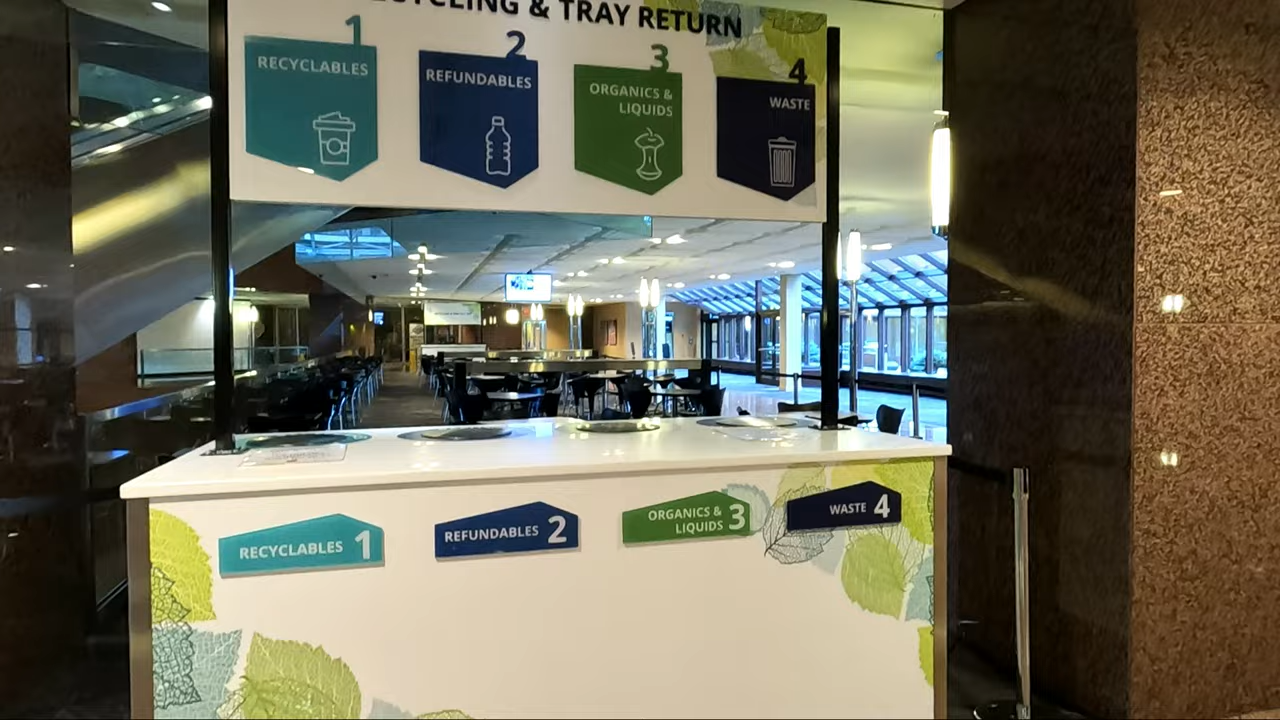 & TRAY RETURN
1
RECYCLABLES
2
REFUNDABLES
3
ORGANICS &
LIQUIDS
4
WASTE
RECYCLABLES 1
REFUNDABLES 2
ORGANICS &
LIQUIDS 3
WASTE 4